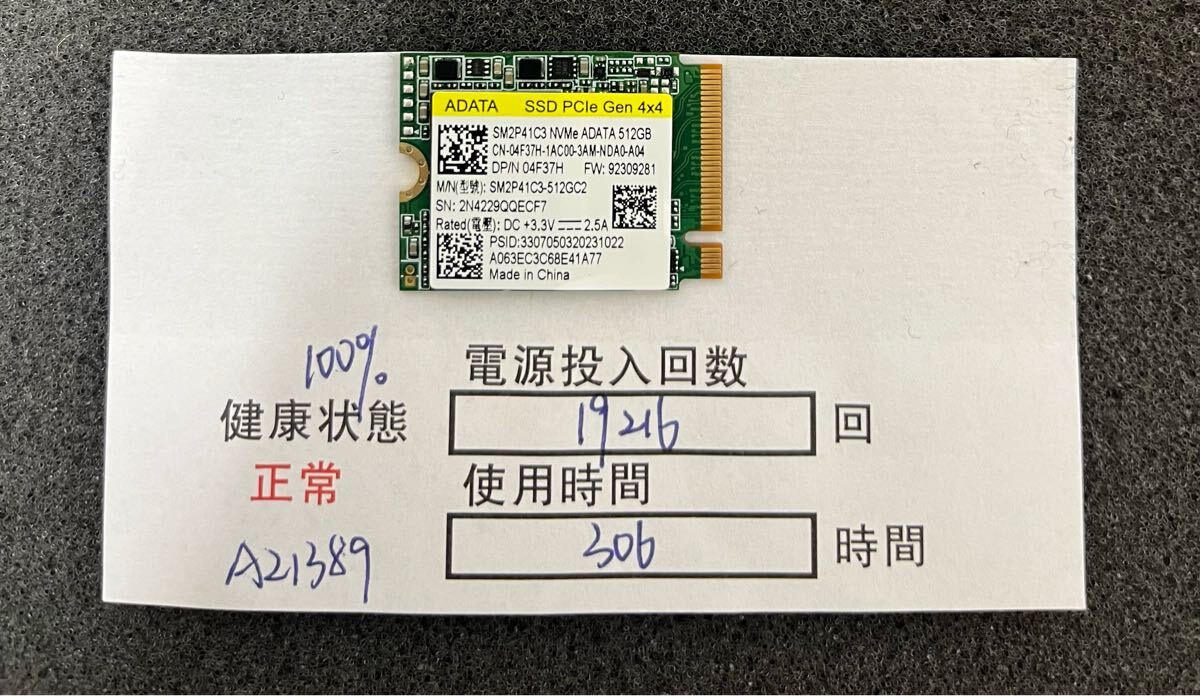 ADATA SSD PCIe Gen 4x4
SM2P41C3 NVMe ADATA 512GB
CN-04F37H-1AC00-3AM-NDA0-A04
DP/N 04F37H FW: 92309281
M/N(型號): SM2P41C3-512GC2
SN: 2N4229QQECF7
Rated(電壓): DC +3.3V ⎓ 2.5A
PSID:3307050320231022
A063EC3C68E41A77
Made in China
100%
電源投入回数
健康状態 19216 回
正常 使用時間
A21389 306 時間